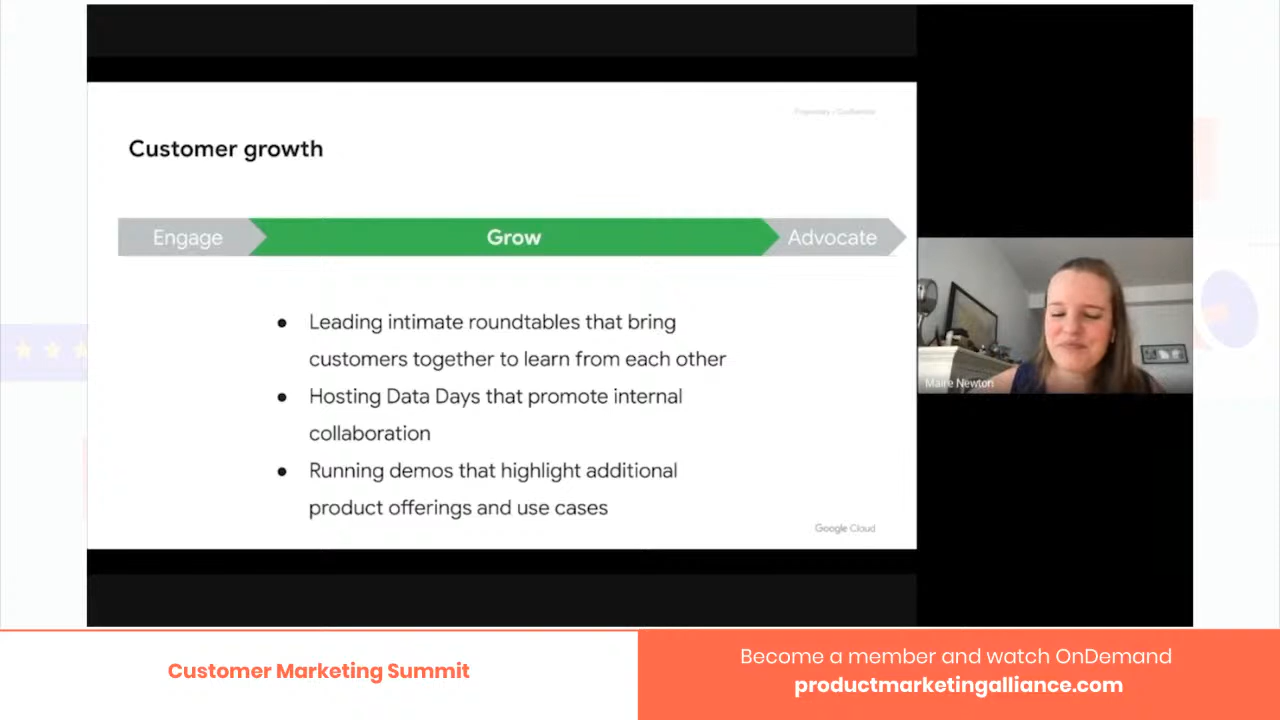 Proprietary + Confidential
Customer growth
Engage
Grow
Advocate
● Leading intimate roundtables that bring
customers together to learn from each other
● Hosting Data Days that promote internal
collaboration
● Running demos that highlight additional
product offerings and use cases
Google Cloud
Maire Newton
Customer Marketing Summit
Become a member and watch OnDemand
productmarketingalliance.com